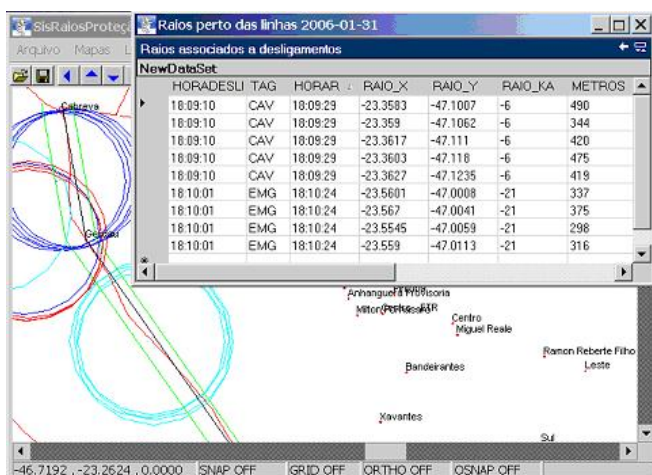 SisRaiosProteç
Raios perto das linhas 2006-01-31
Arquivo Mapas L
Raios associados a desligamentos
NewDataSet
HORADESLI TAG HORAR RAIO_X RAIO_Y RAIO_KA METROS
18:09:10 CAV 18:09:29 -23.3583 -47.1007 -6 490
18:09:10 CAV 18:09:29 -23.359 -47.1062 -6 344
18:09:10 CAV 18:09:29 -23.3617 -47.111 -6 420
18:09:10 CAV 18:09:29 -23.3603 -47.118 -6 475
18:09:10 CAV 18:09:29 -23.3627 -47.1235 -6 419
18:10:01 EMG 18:10:24 -23.5601 -47.0008 -21 337
18:10:01 EMG 18:10:24 -23.567 -47.0041 -21 375
18:10:01 EMG 18:10:24 -23.5545 -47.0059 -21 298
18:10:01 EMG 18:10:24 -23.559 -47.0113 -21 316
Cabreva
Anhanguera Provisoria
Centro
Miguel Reale
Ramon Reberte Filho
Leste
Bandeirantes
Xavantes
Sul
-46.7192 , -23.2624 , 0.0000 SNAP OFF GRID OFF ORTHO OFF OSNAP OFF